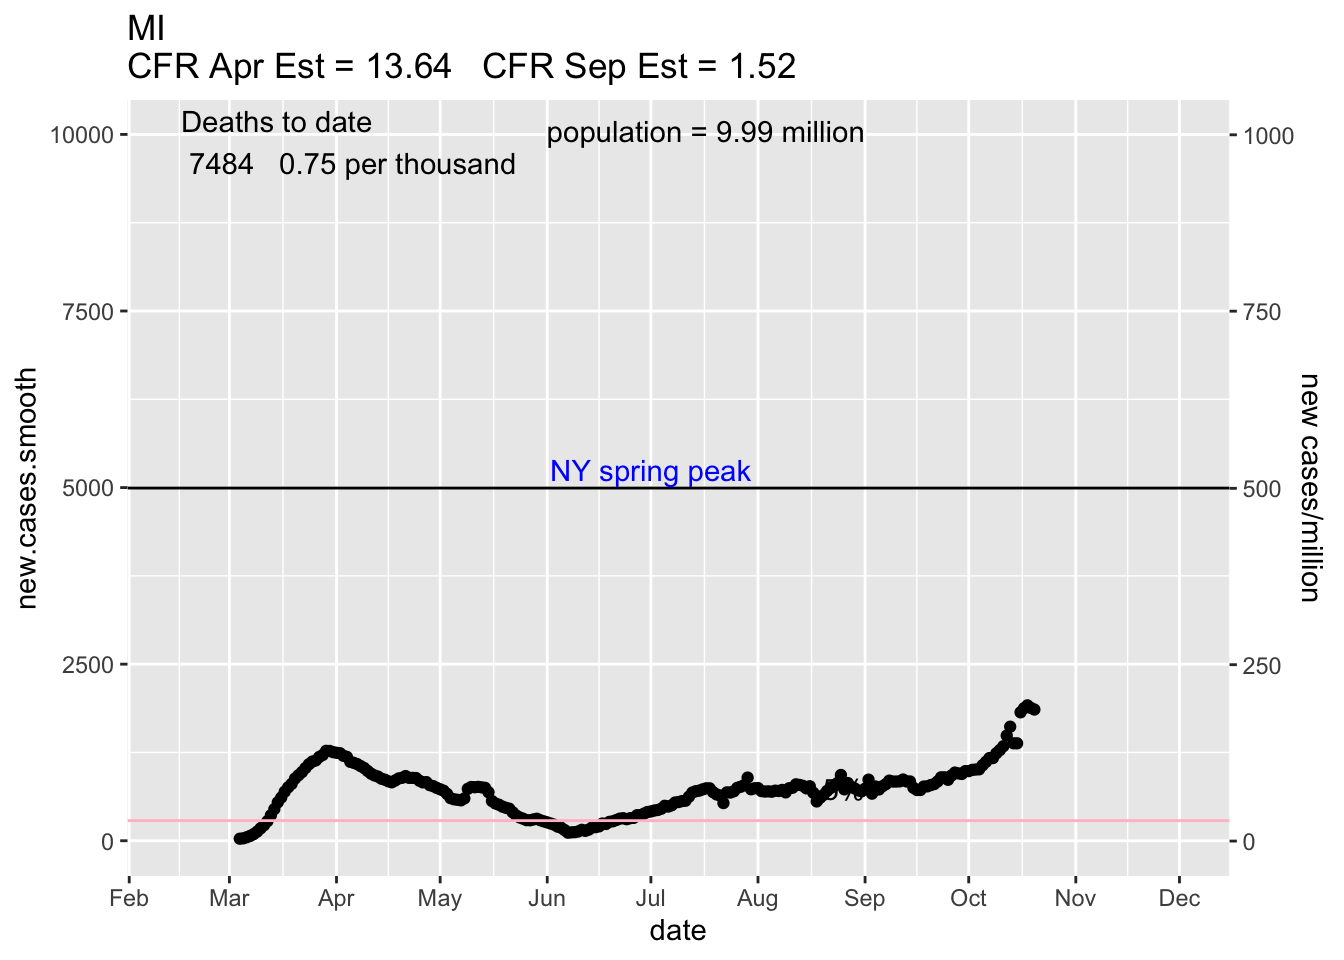 MI
CFR Apr Est = 13.64 CFR Sep Est = 1.52
Deaths to date
7484 0.75 per thousand
population = 9.99 million
10000
1000
7500
750
NY spring peak
5000
500
2500
250
0
0
new.cases.smooth
new cases/million
Feb Mar Apr May Jun Jul Aug Sep Oct Nov Dec
date